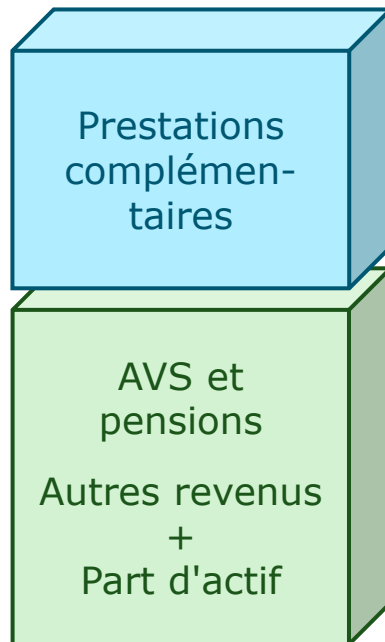 Prestations
complémen-
taires
AVS et
pensions
Autres revenus
+
Part d'actif